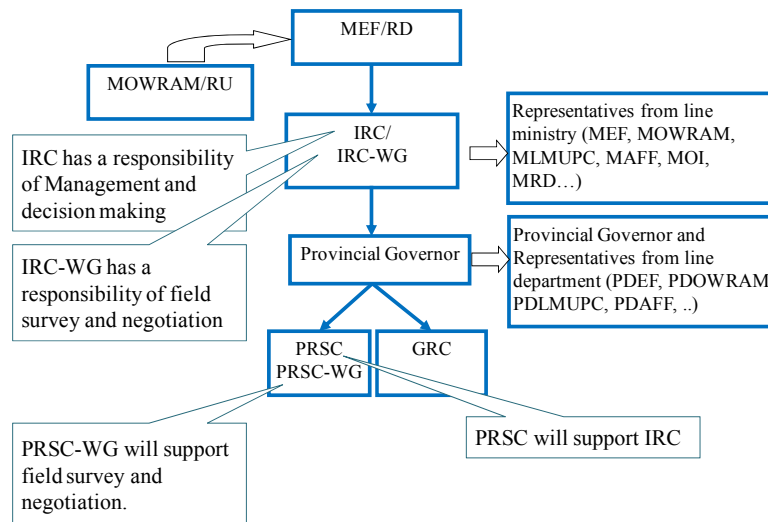 MEF/RD
MOWRAM/RU
IRC/
IRC-WG
Representatives from line
ministry (MEF, MOWRAM,
MLMUPC, MAFF, MOI,
MRD…)
IRC has a responsibility
of Management and
decision making
IRC-WG has a
responsibility of field
survey and negotiation
Provincial Governor
Provincial Governor and
Representatives from line
department (PDEF, PDOWRAM
PDLMUPC, PDAFF, ..)
PRSC
PRSC-WG
GRC
PRSC-WG will support
field survey and
negotiation.
PRSC will support IRC